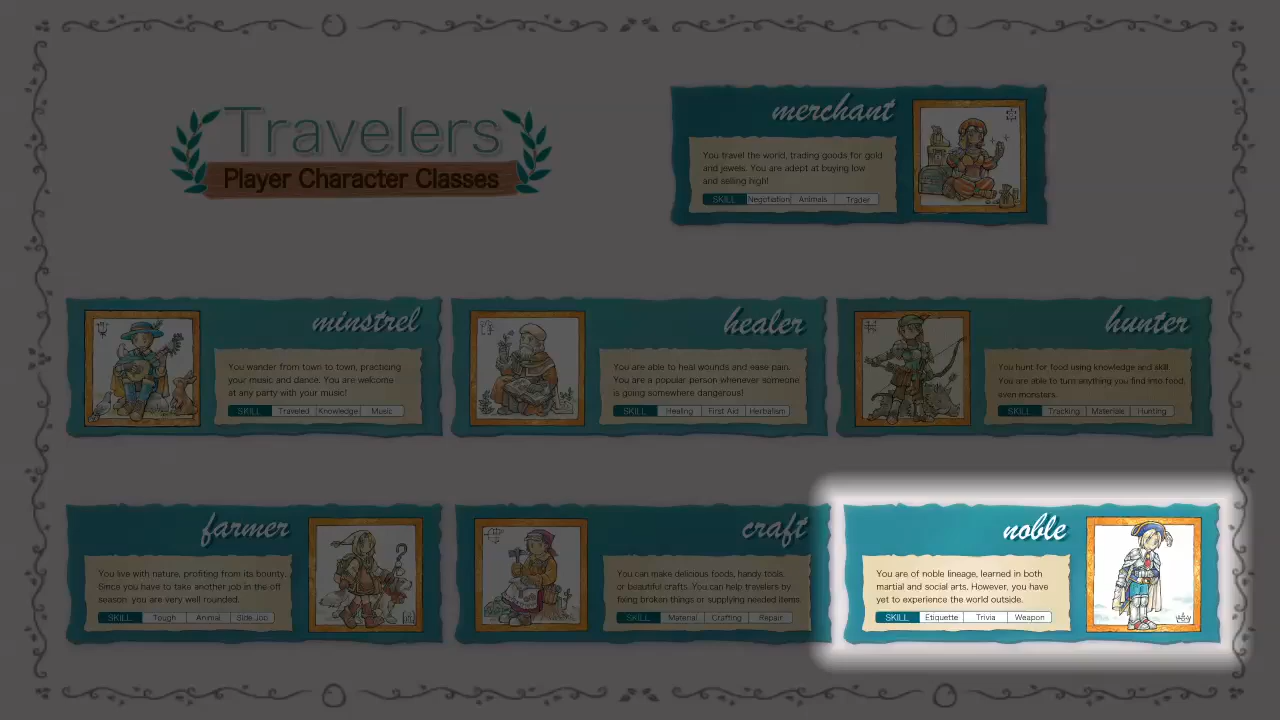 Travelers
Player Character Classes
merchant
You travel the world, trading goods for gold
and jewels. You are adept at buying low
and selling high!
SKILL Negotiation Animals Trader
minstrel
You wander from town to town, practicing
your music and dance. You are welcome
at any party with your music!
SKILL Traveled Knowledge Music
healer
You are able to heal wounds and ease pain.
You are a popular person whenever someone
is going somewhere dangerous!
SKILL Healing First Aid Herbalism
hunter
You hunt for food using knowledge and skill.
You are able to turn anything you find into food,
even monsters.
SKILL Tracking Materials Hunting
farmer
You live with nature, profiting from its bounty.
Since you have to take another job in the off
season, you are very well rounded.
SKILL Tough Animal Side Job
craft
You can make delicious foods, handy tools,
or beautiful crafts. You can help travelers by
fixing broken things or supplying needed items.
SKILL Material Crafting Repair
noble
You are of noble lineage, learned in both
martial and social arts. However, you have
yet to experience the world outside.
SKILL Etiquette Trivia Weapon